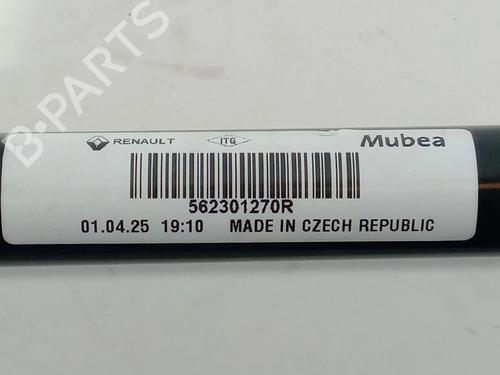 RENAULT ITG Mubea
562301270R
01.04.25 19:10 MADE IN CZECH REPUBLIC
B-PARTS